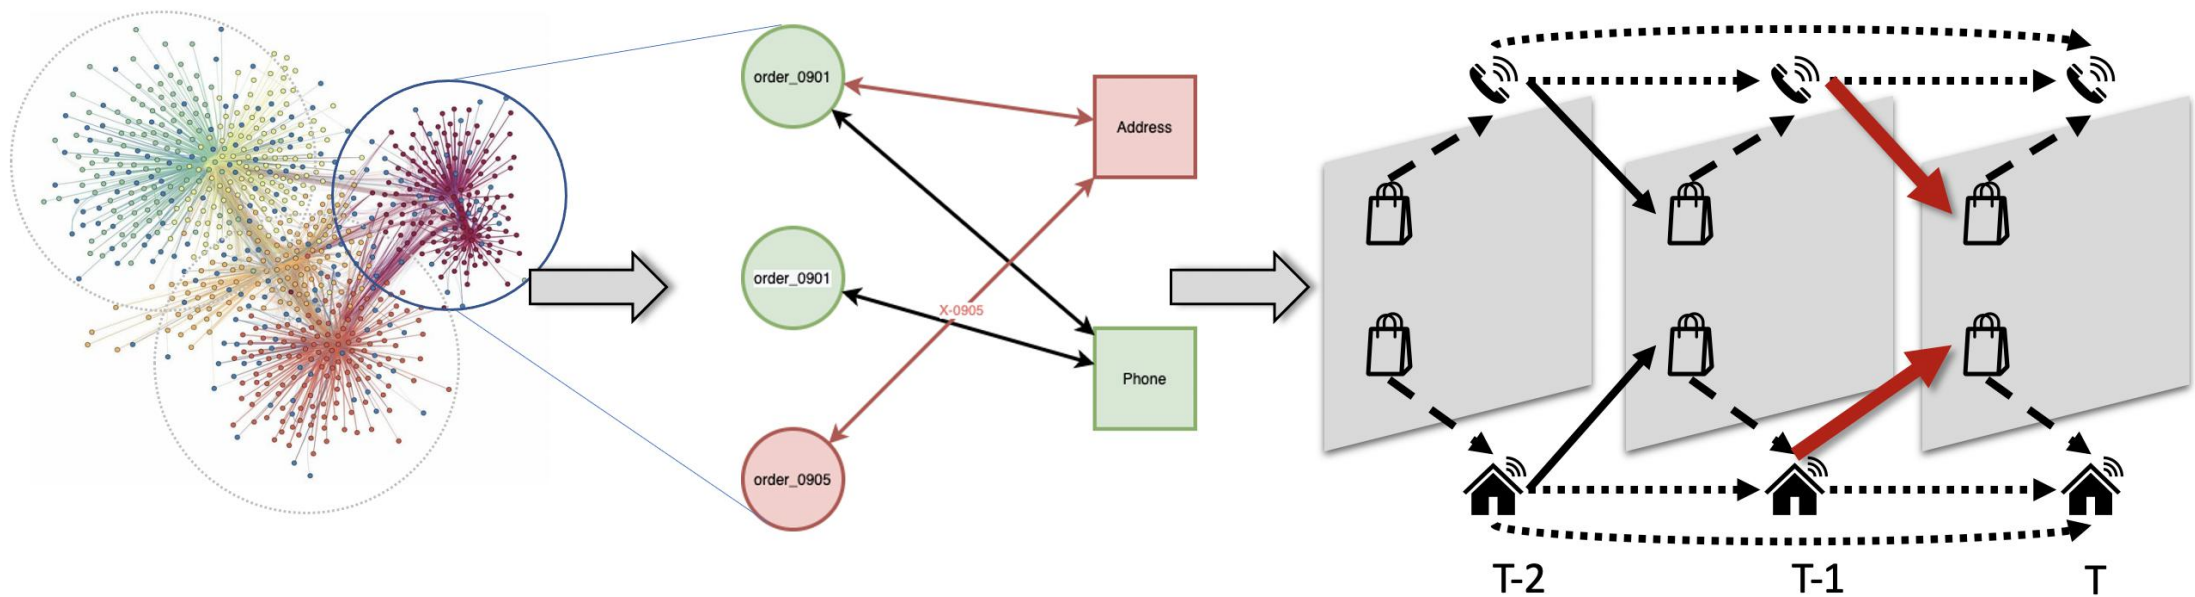 order_0901
Address
order_0901
X-0905
Phone
order_0905
T-2
T-1
T